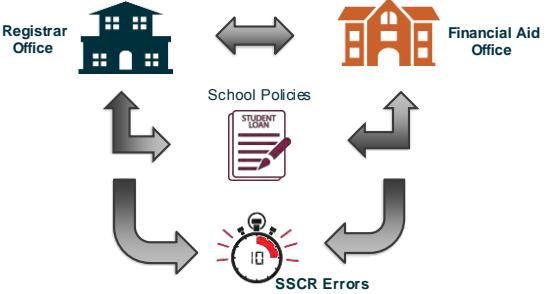 Registrar
Office
Financial Aid
Office
School Policies
STUDENT
LOAN
10
SSCR Errors